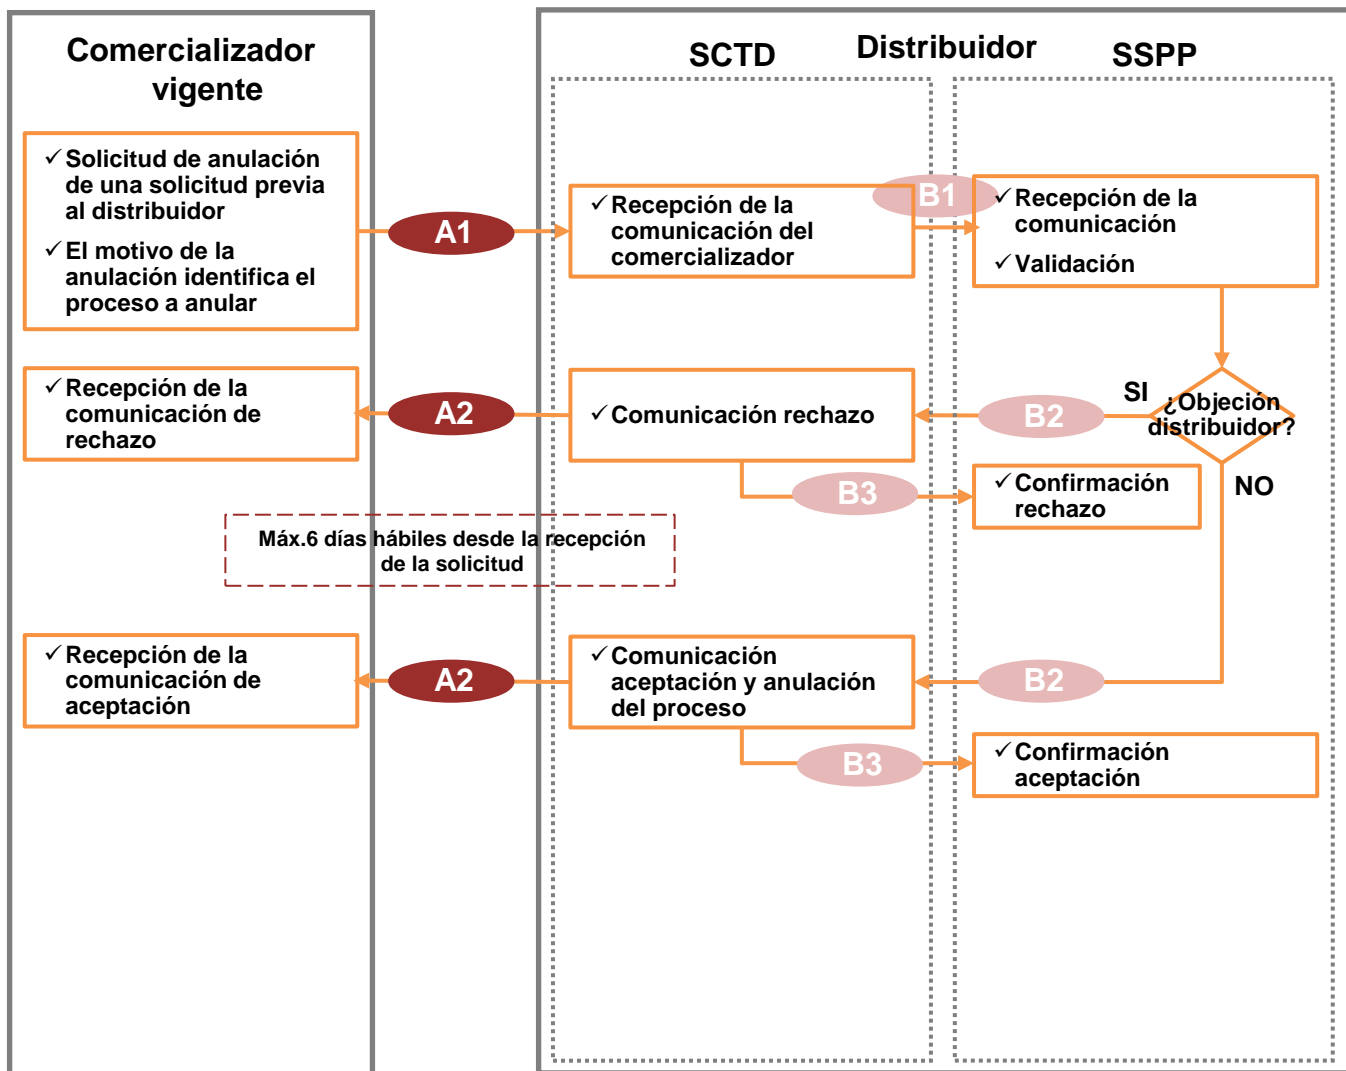 Comercializador
vigente
Distribuidor
SCTD
SSPP
✓ Solicitud de anulación
de una solicitud previa
al distribuidor
✓ El motivo de la
anulación identifica el
proceso a anular
A1
✓ Recepción de la
comunicación del
comercializador
B1
✓ Recepción de la
comunicación
✓ Validación
✓ Recepción de la
comunicación de
rechazo
A2
✓ Comunicación rechazo
B2
SI
¿Objeción
distribuidor?
NO
B3
✓ Confirmación
rechazo
Máx.6 días hábiles desde la recepción
de la solicitud
✓ Recepción de la
comunicación de
aceptación
A2
✓ Comunicación
aceptación y anulación
del proceso
B2
B3
✓ Confirmación
aceptación